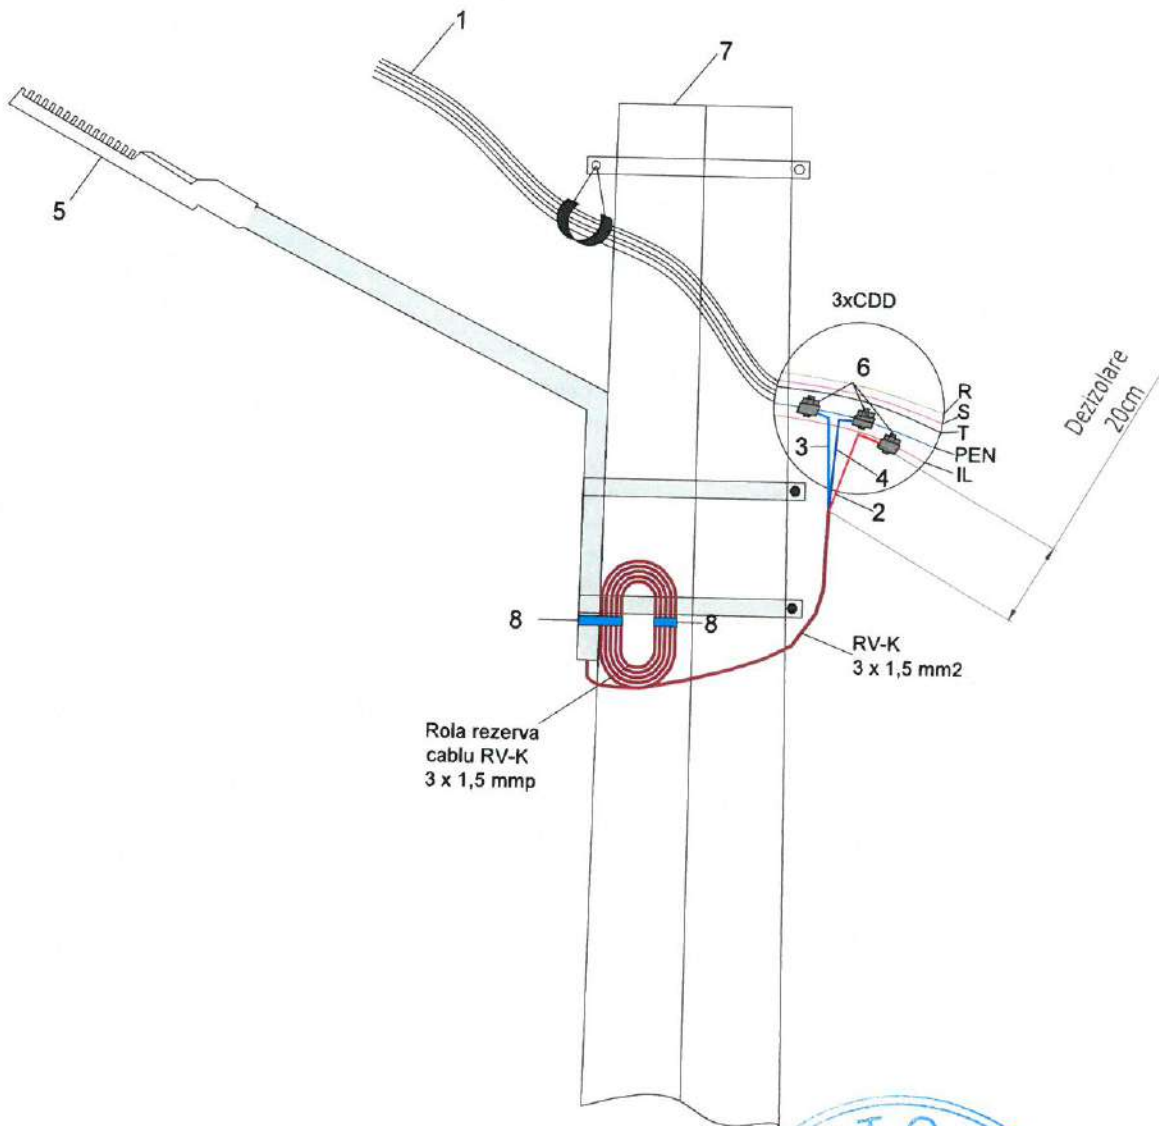 1
7
5
3xCDD
6
R
S
T
PEN
IL
3
4
2
Dezizolare
20cm
8
8
RV-K
3 x 1,5 mm2
Rola rezerva
cablu RV-K
3 x 1,5 mmp